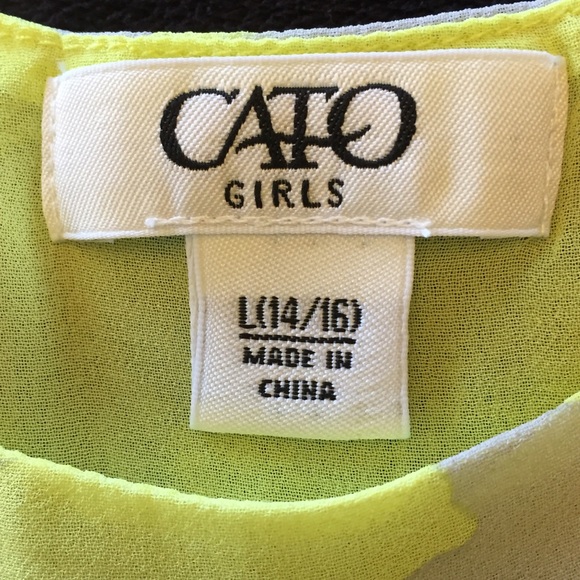 CATO
GIRLS
L(14/16)
MADE IN
CHINA